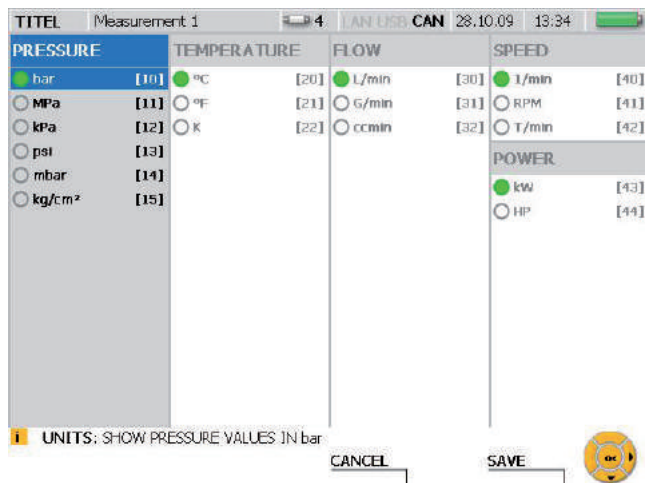 TITEL Measurement 1 4 LAN USB CAN 28.10.09 13:34
PRESSURE
bar [10]
MPa [11]
kPa [12]
psi [13]
mbar [14]
kg/cm² [15]
TEMPERATURE
°C [20]
°F [21]
K [22]
FLOW
L/min [30]
G/min [31]
ccmin [32]
SPEED
1/min [40]
RPM [41]
T/min [42]
POWER
kW [43]
HP [44]
i UNITS: SHOW PRESSURE VALUES IN bar
CANCEL SAVE OK